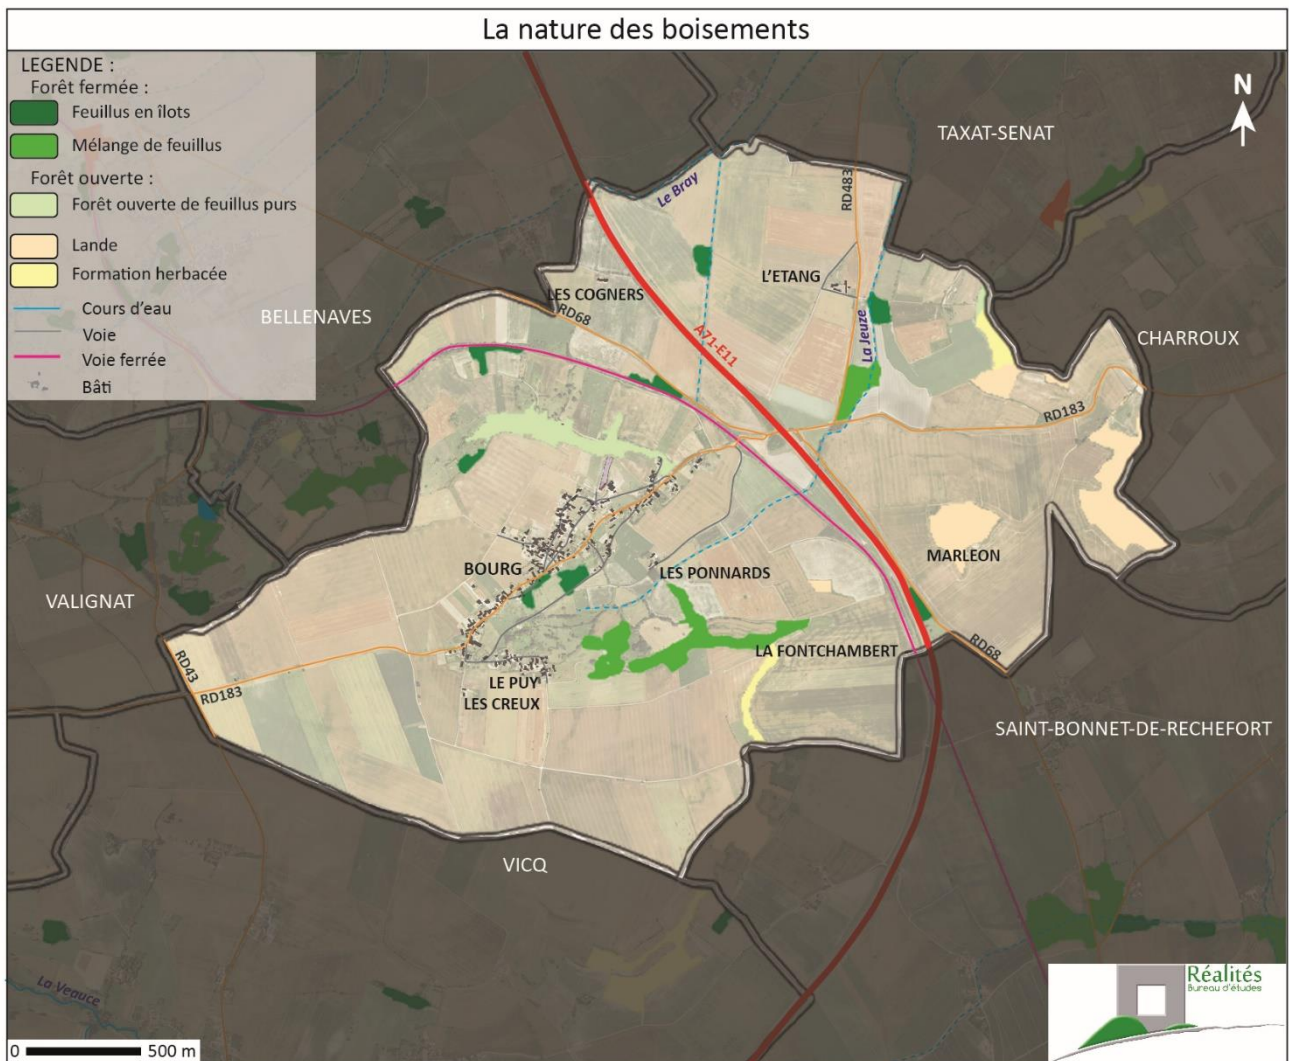 La nature des boisements
LEGENDE :
Forêt fermée :
Feuillus en îlots
Mélange de feuillus
Forêt ouverte :
Forêt ouverte de feuillus purs
Lande
Formation herbacée
Cours d'eau
Voie
Voie ferrée
Bâti
N
TAXAT-SENAT
Le Bray
RD483
L'ETANG
LES COGNERS
RD68
BELLENAVES
A71-E11
La Jeuze
CHARROUX
RD183
BOURG
LES PONNARDS
MARLEON
VALIGNAT
LA FONTCHAMBERT
RD68
RD43
RD183
LE PUY
LES CREUX
SAINT-BONNET-DE-RECHEFORT
VICQ
La Veauce
Réalités
Bureau d'études
0 500 m